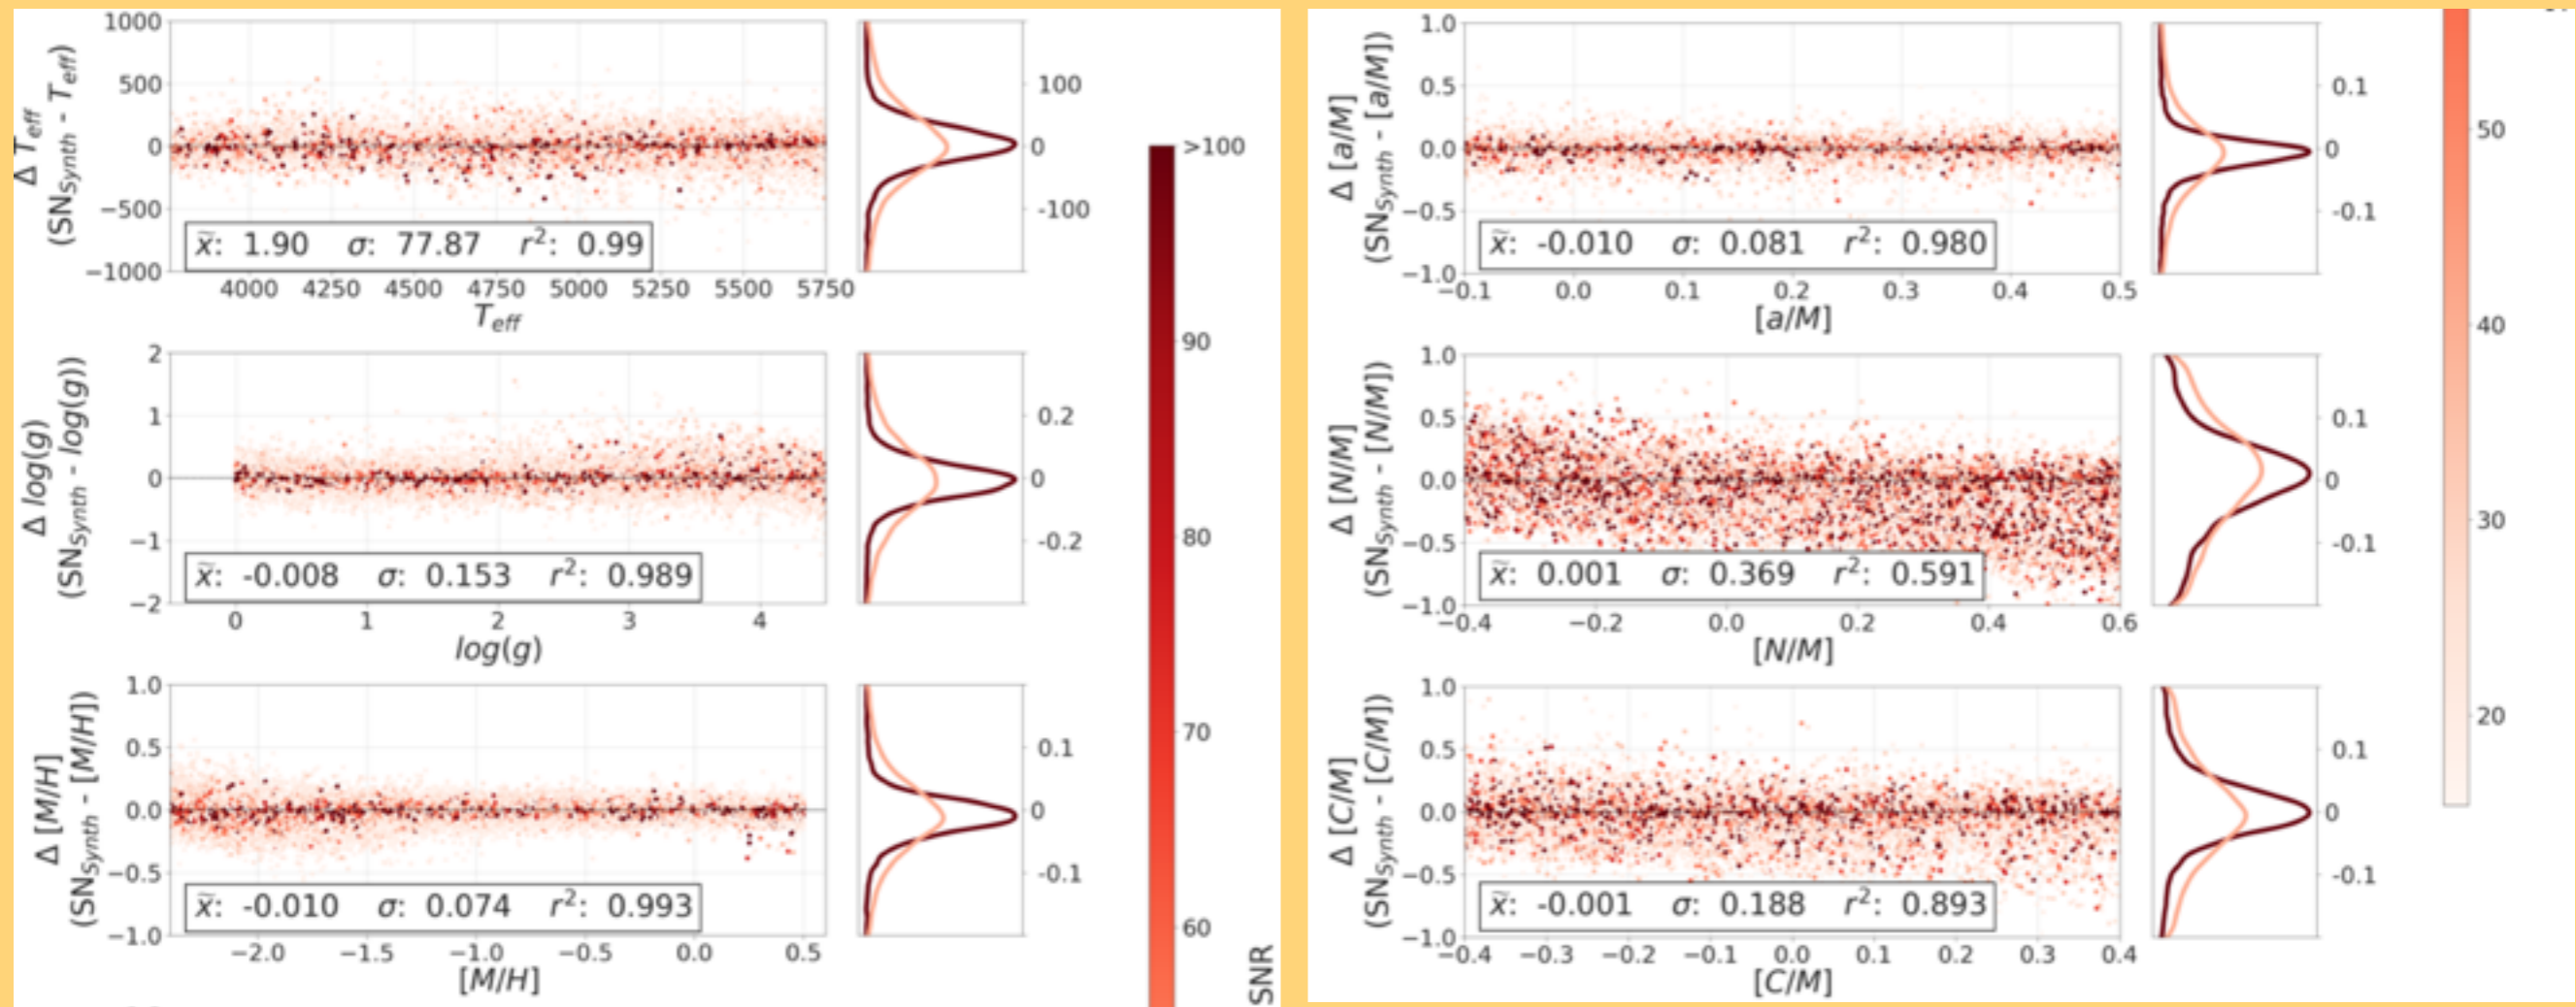 Δ T_eff
(SN_Synth - T_eff)
1000
500
0
−500
−1000
x̃: 1.90 σ: 77.87 r²: 0.99
4000 4250 4500 4750 5000 5250 5500 5750
T_eff
100
0
-100
Δ log(g)
(SN_Synth - log(g))
2
1
0
−1
−2
x̃: -0.008 σ: 0.153 r²: 0.989
0 1 2 3 4
log(g)
0.2
0
-0.2
Δ [M/H]
(SN_Synth - [M/H])
1.0
0.5
0.0
−0.5
−1.0
x̃: -0.010 σ: 0.074 r²: 0.993
−2.0 −1.5 −1.0 −0.5 0.0 0.5
[M/H]
0.1
0
-0.1
>100
90
80
70
60
SNR
Δ [a/M]
(SN_Synth - [a/M])
1.0
0.5
0.0
−0.5
−1.0
x̃: -0.010 σ: 0.081 r²: 0.980
−0.1 0.0 0.1 0.2 0.3 0.4 0.5
[a/M]
0.1
0
-0.1
Δ [N/M]
(SN_Synth - [N/M])
1.0
0.5
0.0
−0.5
−1.0
x̃: 0.001 σ: 0.369 r²: 0.591
−0.4 −0.2 0.0 0.2 0.4 0.6
[N/M]
0.1
0
-0.1
Δ [C/M]
(SN_Synth - [C/M])
1.0
0.5
0.0
−0.5
−1.0
x̃: -0.001 σ: 0.188 r²: 0.893
−0.4 −0.3 −0.2 −0.1 0.0 0.1 0.2 0.3 0.4
[C/M]
0.1
0
-0.1
50
40
30
20